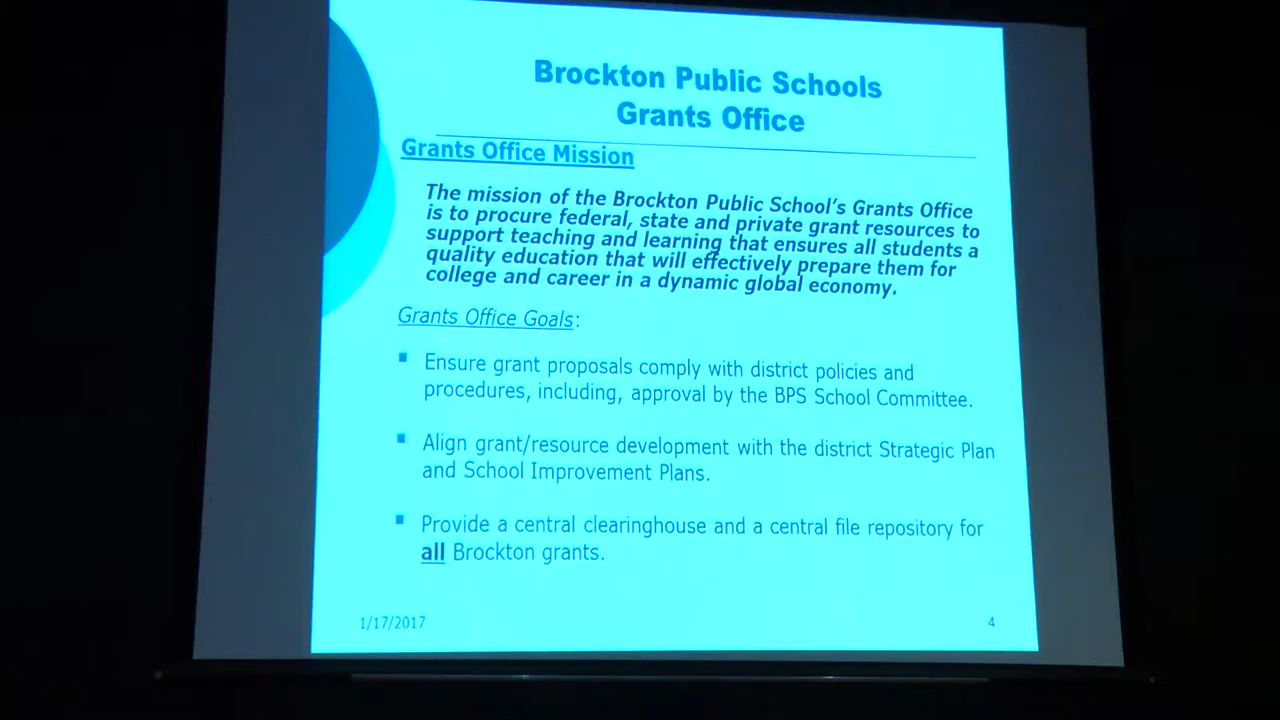 Brockton Public Schools
Grants Office
Grants Office Mission
The mission of the Brockton Public School's Grants Office
is to procure federal, state and private grant resources to
support teaching and learning that ensures all students a
quality education that will effectively prepare them for
college and career in a dynamic global economy.
Grants Office Goals:
Ensure grant proposals comply with district policies and
procedures, including, approval by the BPS School Committee.
Align grant/resource development with the district Strategic Plan
and School Improvement Plans.
Provide a central clearinghouse and a central file repository for
all Brockton grants.
1/17/2017
4